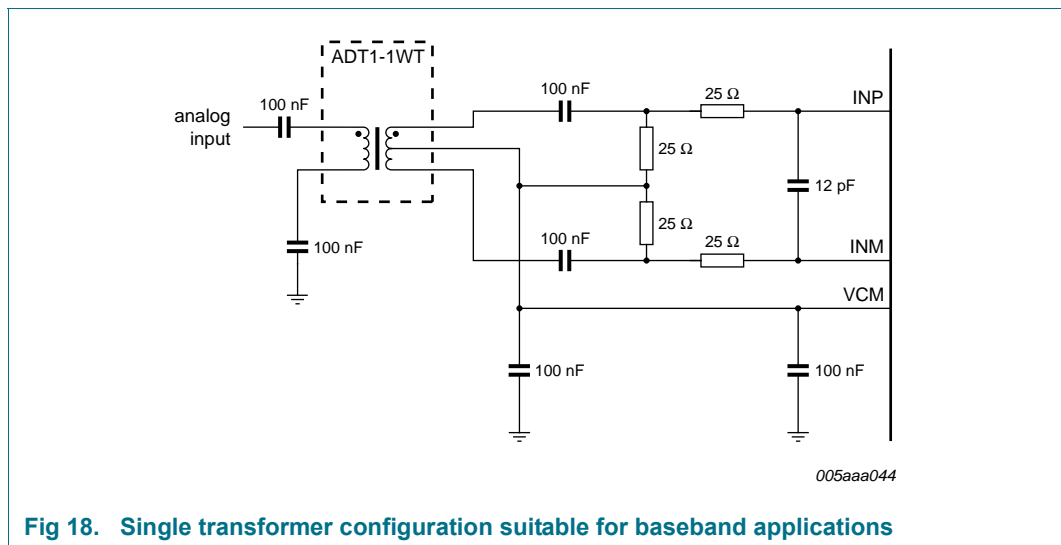 ADT1-1WT
100 nF
analog
input
100 nF
100 nF
25 Ω
INP
25 Ω
12 pF
25 Ω
100 nF
25 Ω
INM
VCM
100 nF
100 nF
005aaa044
Fig 18. Single transformer configuration suitable for baseband applications